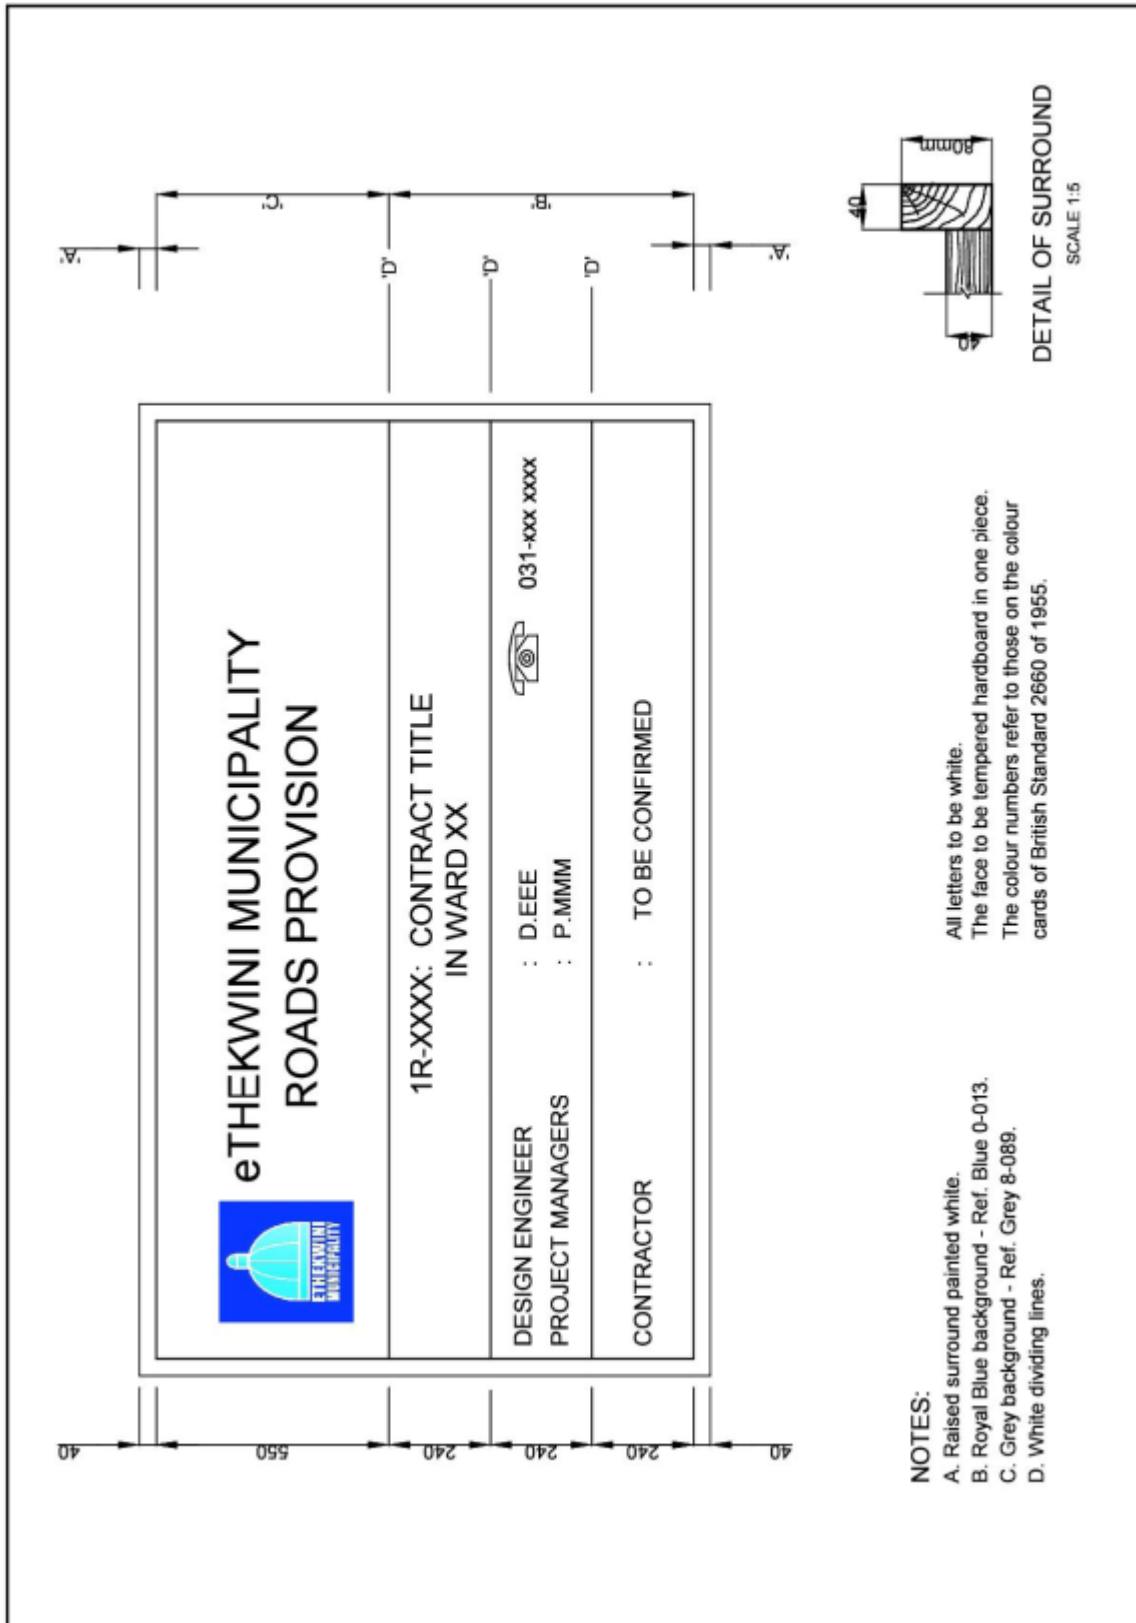 eTHEKWINI MUNICIPALITY
ROADS PROVISION
ETHEKWINI
MUNICIPALITY
1R-XXXX: CONTRACT TITLE
IN WARD XX
DESIGN ENGINEER : D.EEE 031-xxx xxxx
PROJECT MANAGERS : P.MMM
CONTRACTOR : TO BE CONFIRMED
40
550
240
240
240
40
'A'
'C'
'D'
'D'
'B'
'D'
'A'
NOTES:
A. Raised surround painted white.
B. Royal Blue background - Ref. Blue 0-013.
C. Grey background - Ref. Grey 8-089.
D. White dividing lines.
All letters to be white.
The face to be tempered hardboard in one piece.
The colour numbers refer to those on the colour
cards of British Standard 2660 of 1955.
40
80mm
40
DETAIL OF SURROUND
SCALE 1:5